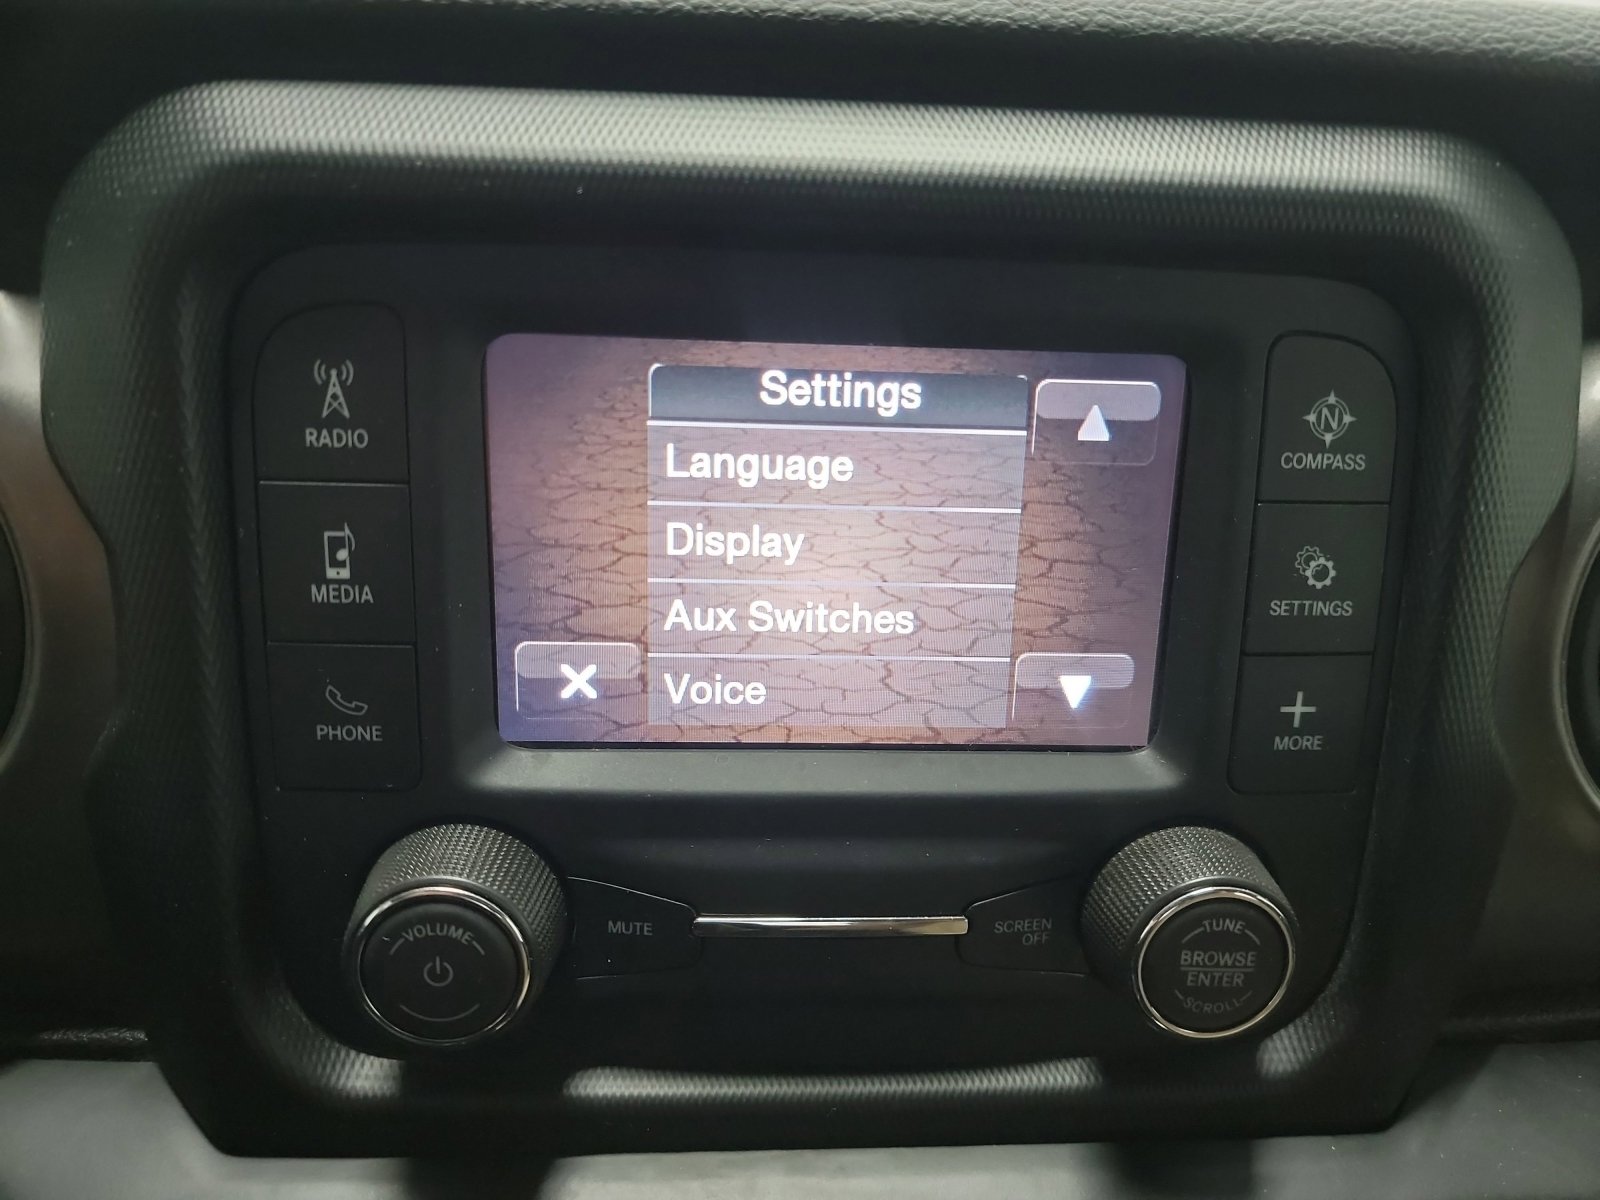 Settings
Language
Display
Aux Switches
Voice
RADIO
MEDIA
PHONE
N
COMPASS
SETTINGS
MORE
VOLUME
MUTE
SCREEN
OFF
TUNE
BROWSE
ENTER
SCROLL